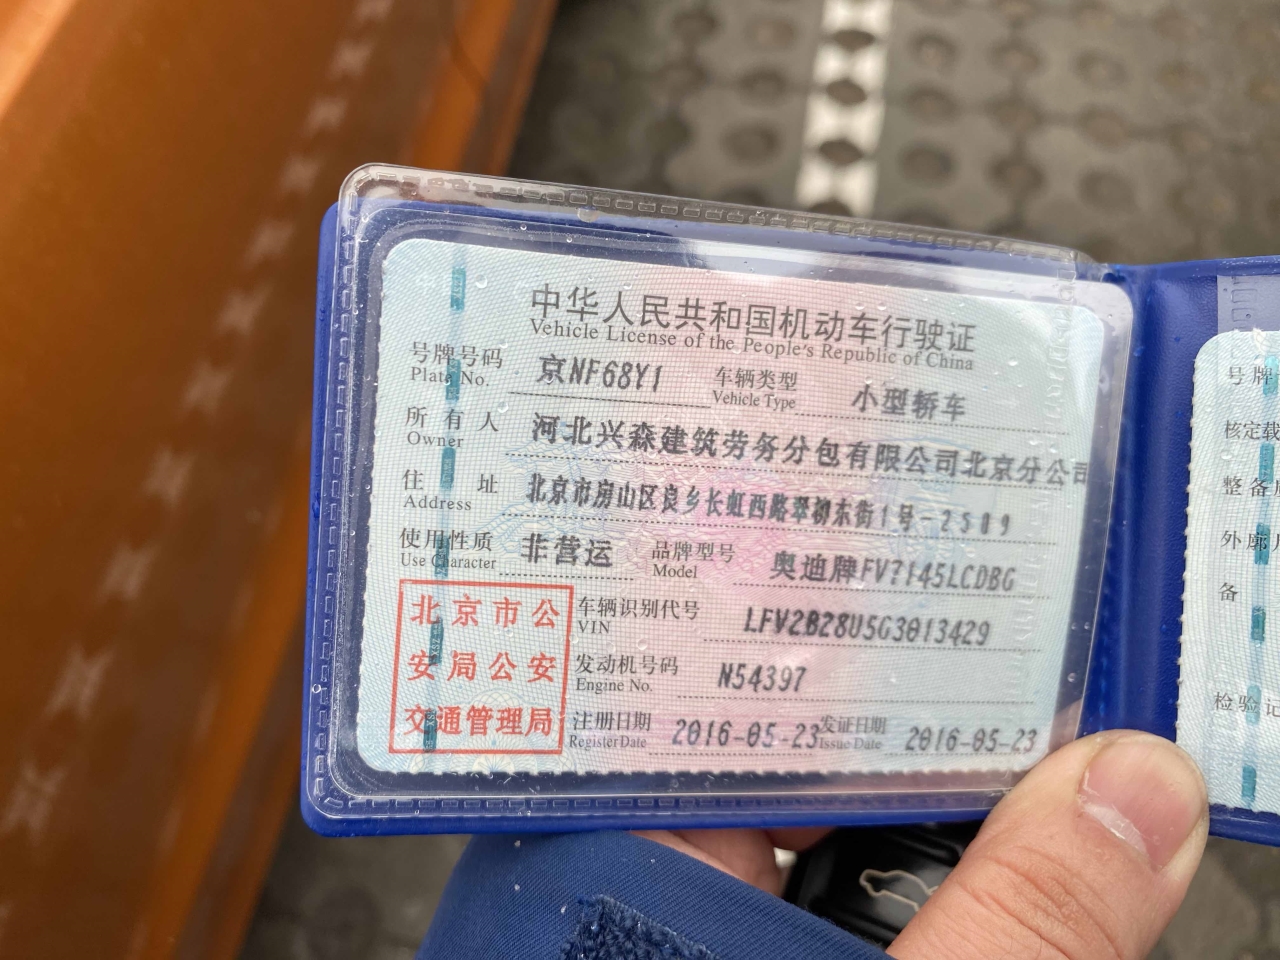 中华人民共和国机动车行驶证
Vehicle License of the People's Republic of China
号牌号码 京NF68Y1 车辆类型 小型轿车
Plate No. Vehicle Type
所有人 河北兴森建筑劳务分包有限公司北京分公司
Owner
住址 北京市房山区良乡长虹西路翠柳东街1号-2509
Address
使用性质 非营运 品牌型号 奥迪牌FV7145LCDBG
Use Character Model
北京市公
安局公安
交通管理局
车辆识别代号 LFV2B28U5G3013429
VIN
发动机号码 N54397
Engine No.
注册日期 2016-05-23 发证日期 2016-05-23
Register Date Issue Date
号牌
核定载
整备
外廓
备
检验记